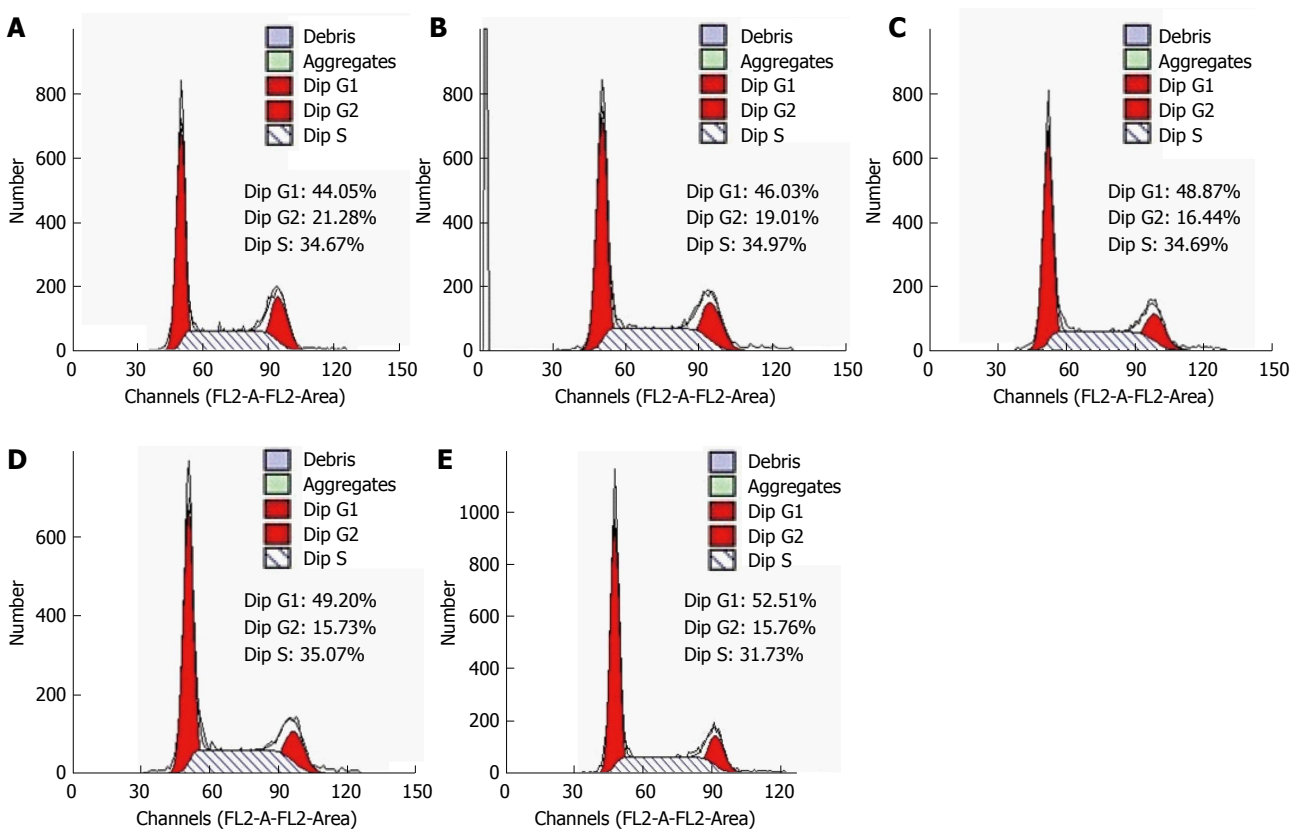 A
Debris
Aggregates
Dip G1
Dip G2
Dip S
Dip G1: 44.05%
Dip G2: 21.28%
Dip S: 34.67%
Number
800
600
400
200
0
0 30 60 90 120 150
Channels (FL2-A-FL2-Area)
B
Debris
Aggregates
Dip G1
Dip G2
Dip S
Dip G1: 46.03%
Dip G2: 19.01%
Dip S: 34.97%
Number
800
600
400
200
0
0 30 60 90 120 150
Channels (FL2-A-FL2-Area)
C
Debris
Aggregates
Dip G1
Dip G2
Dip S
Dip G1: 48.87%
Dip G2: 16.44%
Dip S: 34.69%
Number
800
600
400
200
0
0 30 60 90 120 150
Channels (FL2-A-FL2-Area)
D
Debris
Aggregates
Dip G1
Dip G2
Dip S
Dip G1: 49.20%
Dip G2: 15.73%
Dip S: 35.07%
Number
600
400
200
0
0 30 60 90 120 150
Channels (FL2-A-FL2-Area)
E
Debris
Aggregates
Dip G1
Dip G2
Dip S
Dip G1: 52.51%
Dip G2: 15.76%
Dip S: 31.73%
Number
1000
800
600
400
200
0
0 30 60 90 120
Channels (FL2-A-FL2-Area)